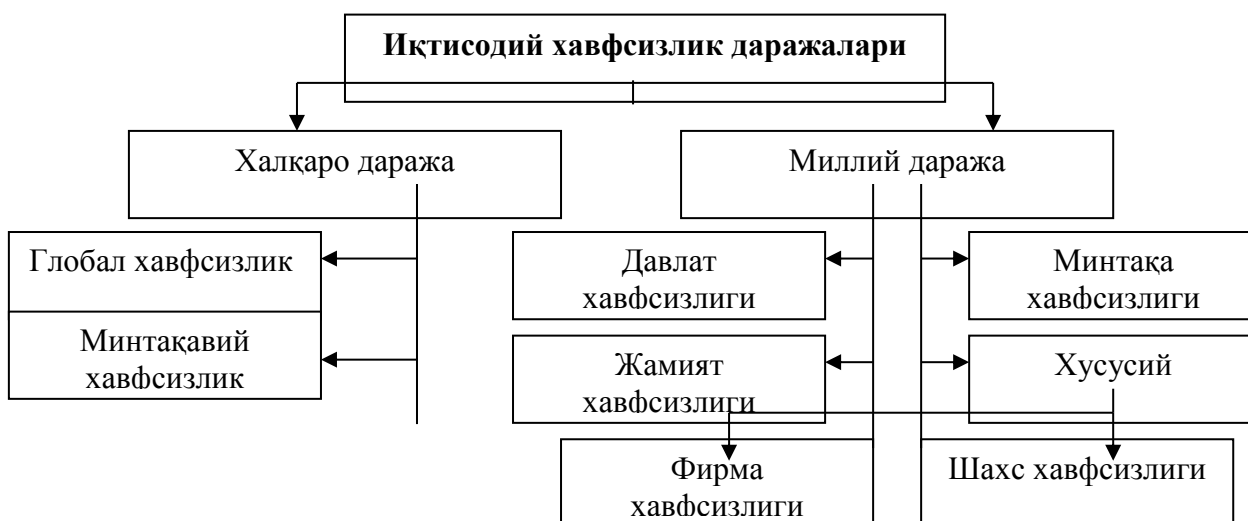 Иқтисодий хавфсизлик даражалари
Халқаро даража
Миллий даража
Глобал хавфсизлик
Минтақавий
хавфсизлик
Давлат
хавфсизлиги
Минтақа
хавфсизлиги
Жамият
хавфсизлиги
Хусусий
Фирма
хавфсизлиги
Шахс хавфсизлиги